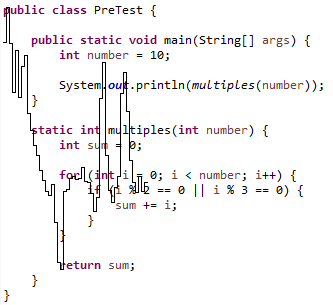 public class PreTest {
public static void main(String[] args) {
int number = 10;
System.out.println(multiples(number));
}
static int multiples(int number) {
int sum = 0;
for (int i = 0; i < number; i++) {
if (i % 2 == 0 || i % 3 == 0) {
sum += i;
}
}
return sum;
}
}